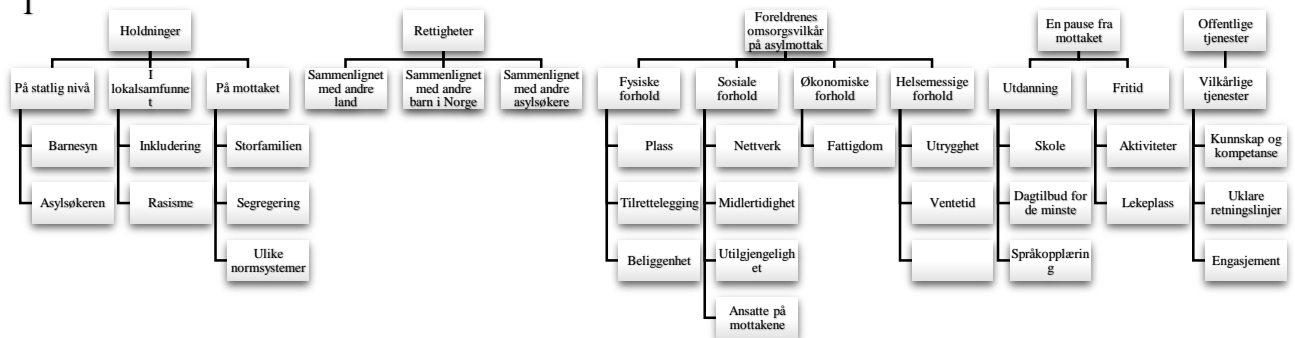 I
Holdninger
På statlig nivå
Barnesyn
Asylsøkeren
I
lokalsamfunne
t
Inkludering
Rasisme
På mottaket
Storfamilien
Segregering
Ulike
normsystemer
Rettigheter
Sammenlignet
med andre
land
Sammenlignet
med andre
barn i Norge
Sammenlignet
med andre
asylsøkere
Foreldrenes
omsorgsvilkår
på asylmottak
Fysiske
forhold
Plass
Tilrettelegging
Beliggenhet
Sosiale
forhold
Nettverk
Midlertidighet
Utilgjengeligh
et
Ansatte på
mottakene
Økonomiske
forhold
Fattigdom
Helsemessige
forhold
Utrygghet
Ventetid
En pause fra
mottaket
Utdanning
Skole
Dagtilbud for
de minste
Språkopplærin
g
Fritid
Aktiviteter
Lekeplass
Offentlige
tjenester
Vilkårlige
tjenester
Kunnskap og
kompetanse
Uklare
retningslinjer
Engasjement